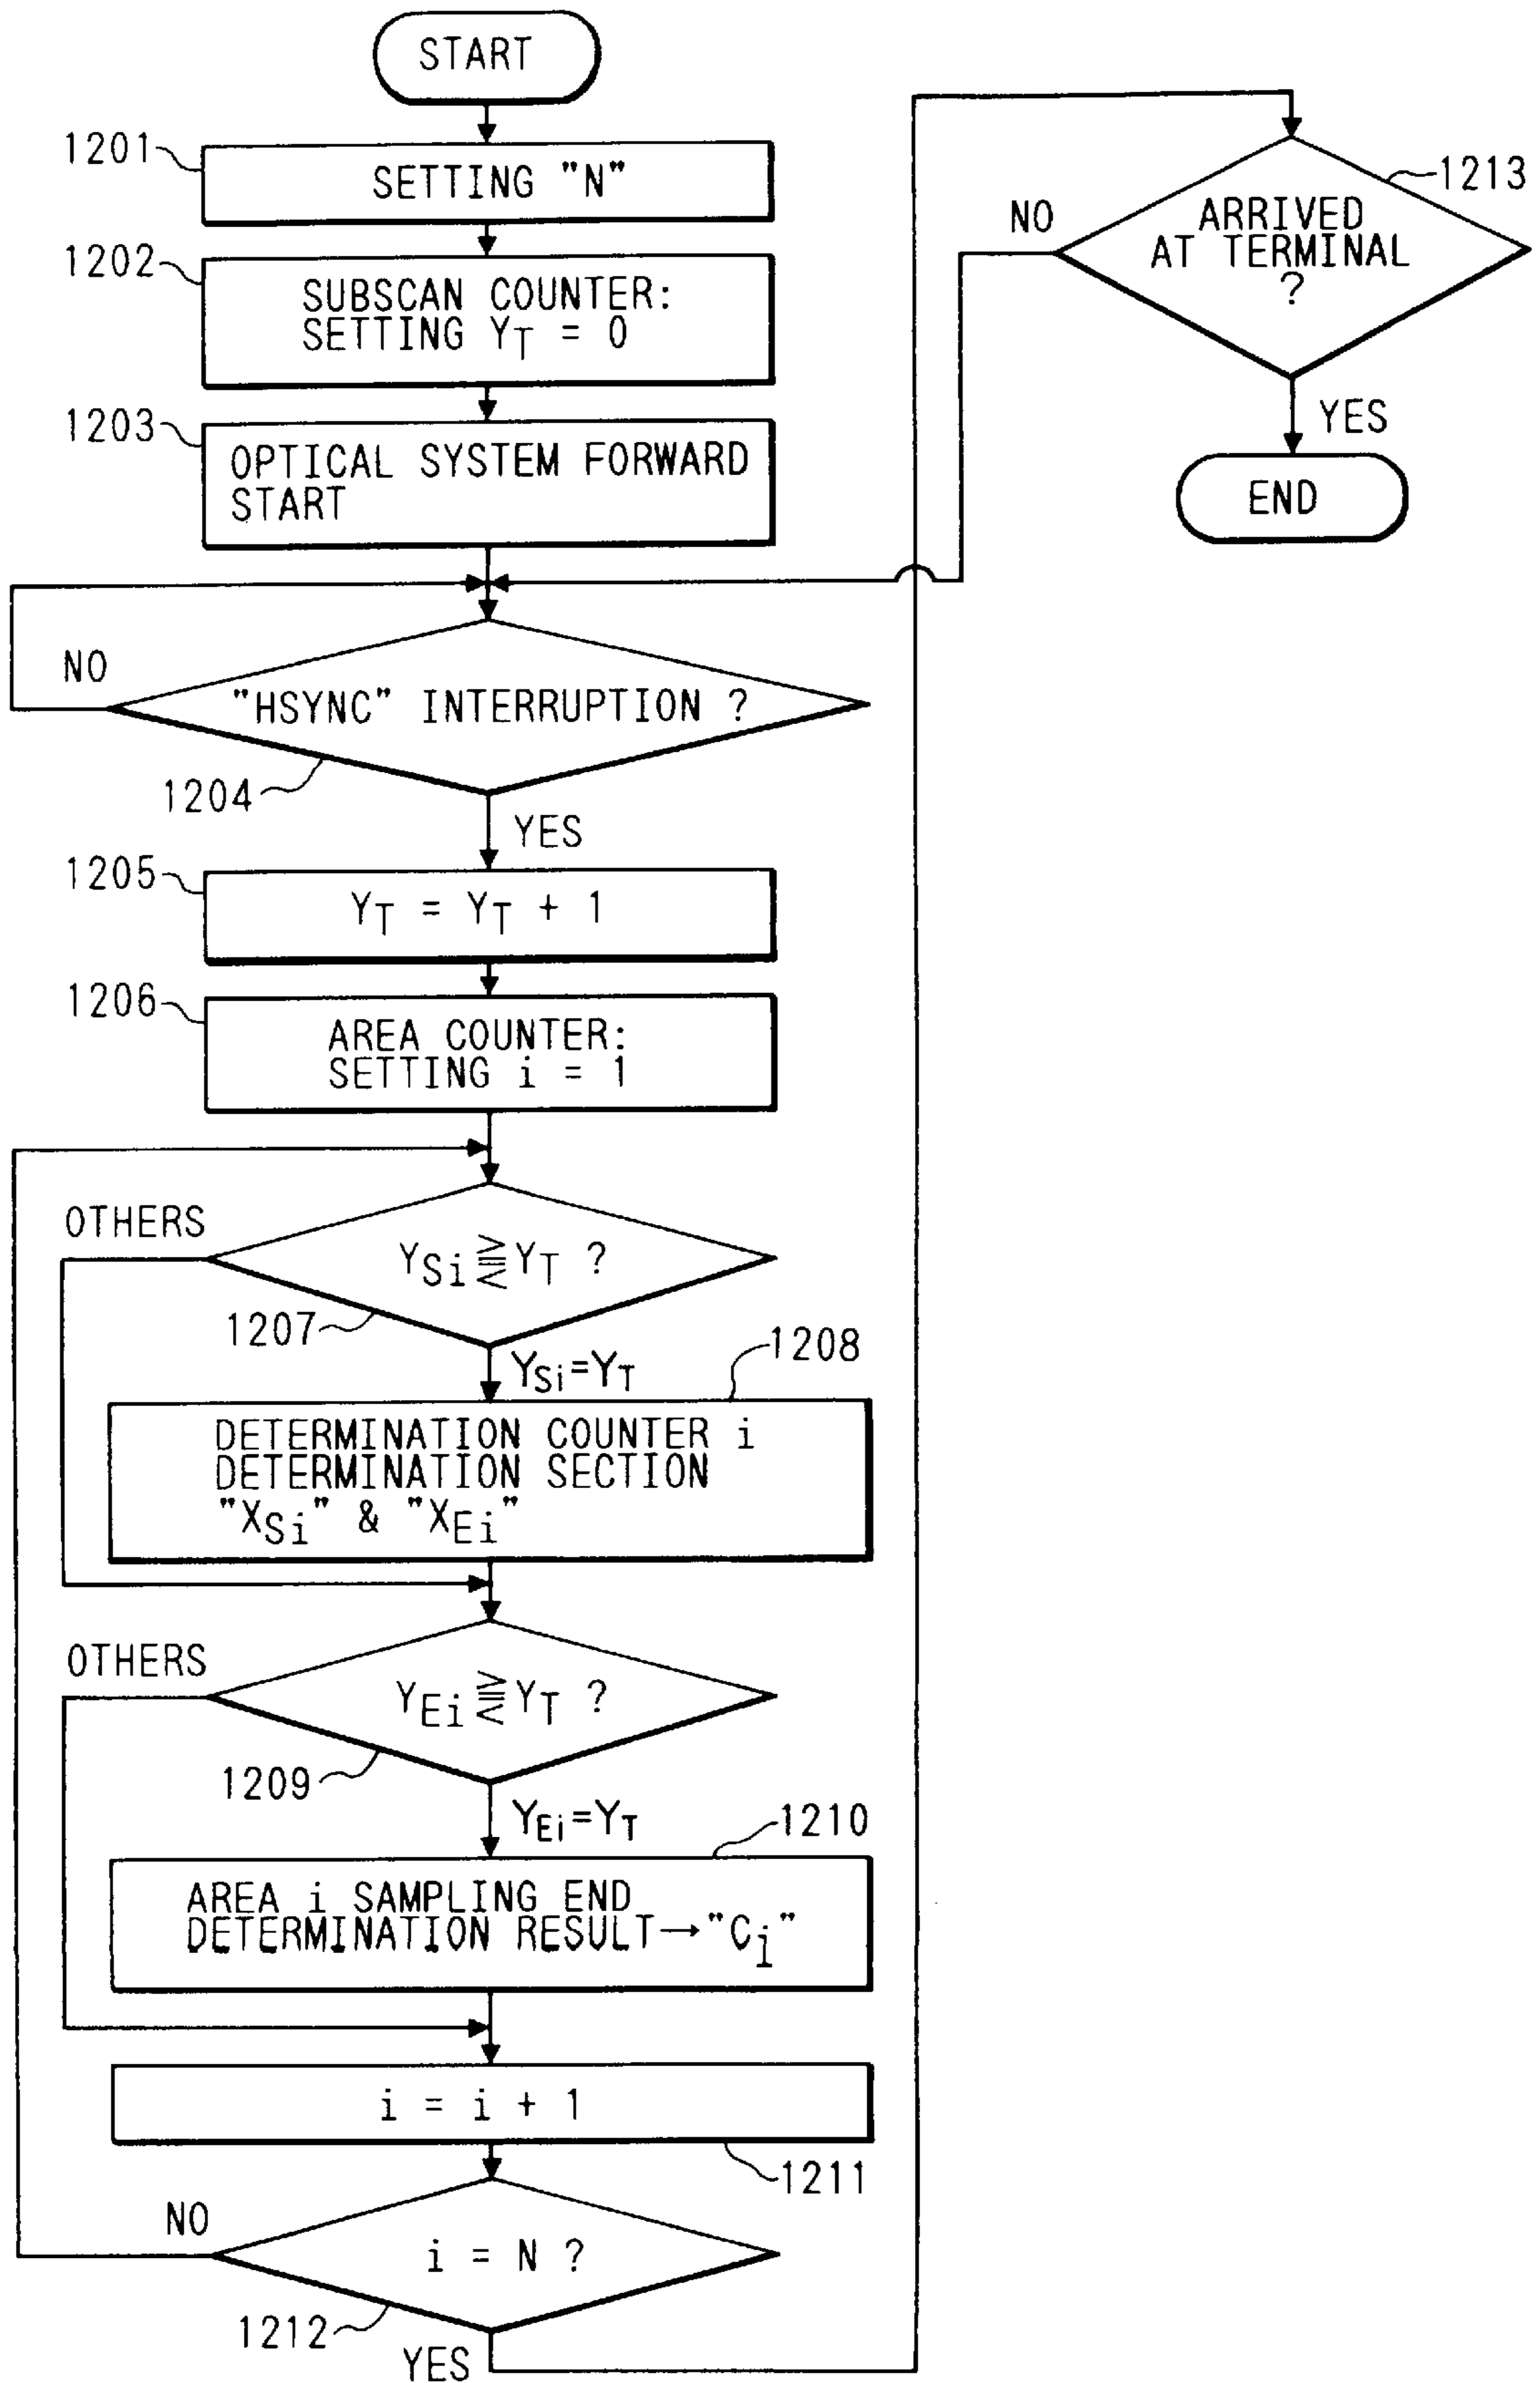 START
1201
SETTING "N"
1202
SUBSCAN COUNTER:
SETTING YT = 0
1203
OPTICAL SYSTEM FORWARD
START
NO
"HSYNC" INTERRUPTION ?
1204
YES
1205
YT = YT + 1
1206
AREA COUNTER:
SETTING i = 1
OTHERS
YSi ⪌ YT ?
1207
YSi=YT
1208
DETERMINATION COUNTER i
DETERMINATION SECTION
"XSi" & "XEi"
OTHERS
YEi ⪌ YT ?
1209
YEi=YT
1210
AREA i SAMPLING END
DETERMINATION RESULT→"Ci"
i = i + 1
1211
NO
i = N ?
1212
YES
1213
NO
ARRIVED
AT TERMINAL
?
YES
END